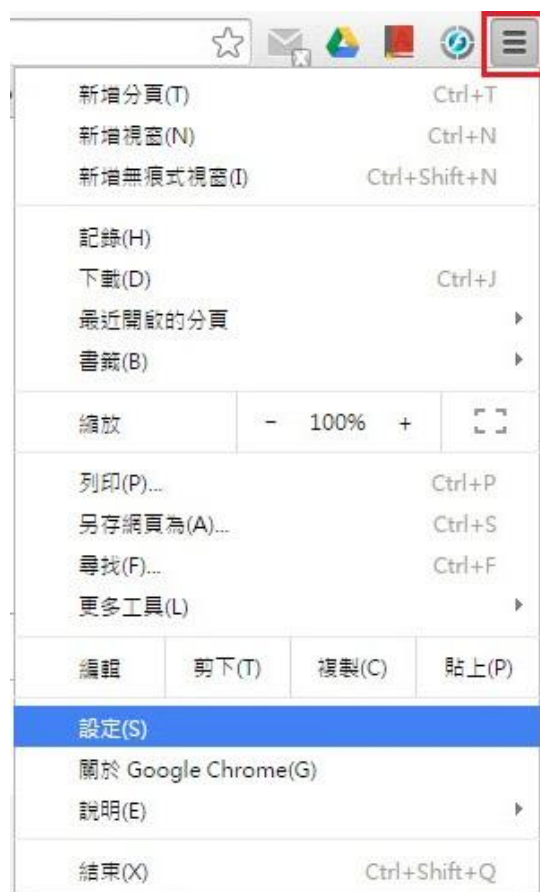 新增分頁(T) Ctrl+T
新增視窗(N) Ctrl+N
新增無痕式視窗(I) Ctrl+Shift+N
記錄(H)
下載(D) Ctrl+J
最近開啟的分頁
書籤(B)
縮放 - 100% +
列印(P)... Ctrl+P
另存網頁為(A)... Ctrl+S
尋找(F)... Ctrl+F
更多工具(L)
編輯 剪下(T) 複製(C) 貼上(P)
設定(S)
關於 Google Chrome(G)
說明(E)
結束(X) Ctrl+Shift+Q